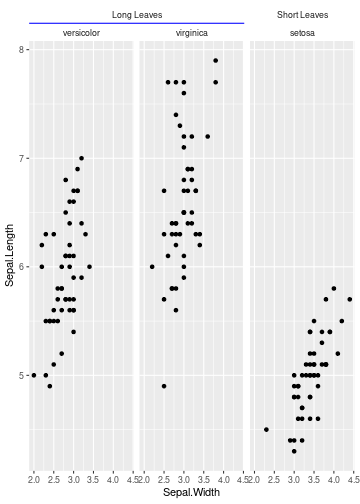 Long Leaves Short Leaves
versicolor virginica setosa
8
7
6
5
Sepal.Length
2.0 2.5 3.0 3.5 4.0 4.5 2.0 2.5 3.0 3.5 4.0 4.5 2.0 2.5 3.0 3.5 4.0 4.5
Sepal.Width